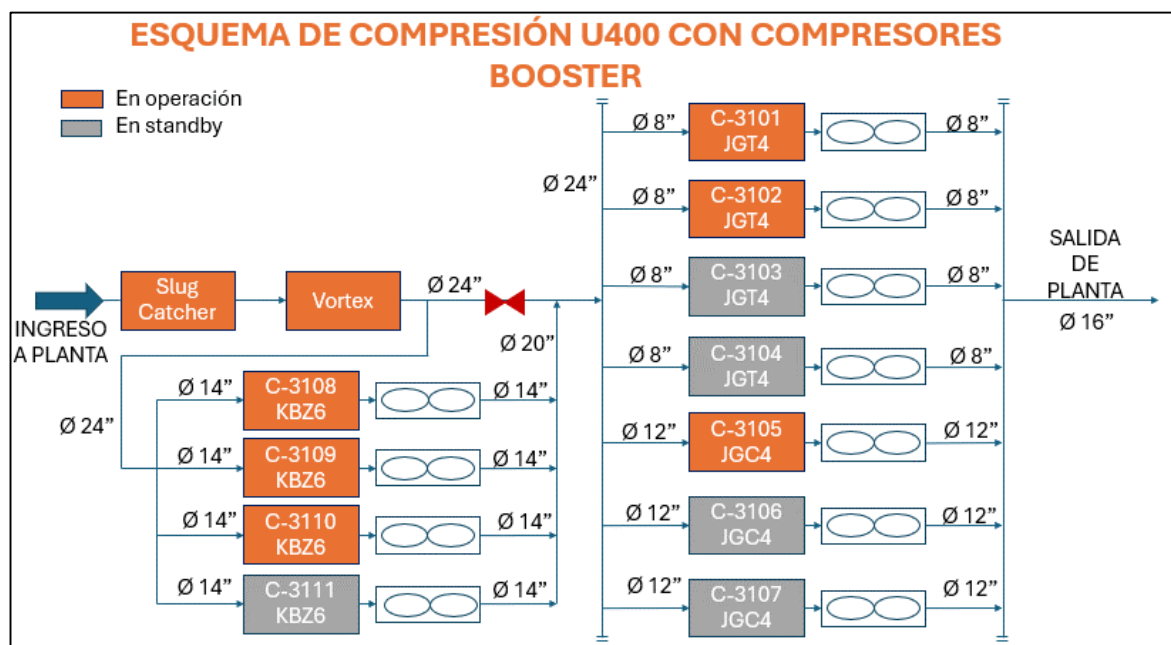 ESQUEMA DE COMPRESIÓN U400 CON COMPRESORES
BOOSTER
En operación
En standby
INGRESO
A PLANTA
Slug
Catcher
Vortex
Ø 24”
Ø 24”
Ø 20”
Ø 14”
C-3108
KBZ6
Ø 14”
Ø 14”
C-3109
KBZ6
Ø 14”
Ø 14”
C-3110
KBZ6
Ø 14”
Ø 14”
C-3111
KBZ6
Ø 14”
Ø 24”
Ø 8”
C-3101
JGT4
Ø 8”
Ø 8”
C-3102
JGT4
Ø 8”
Ø 8”
C-3103
JGT4
Ø 8”
Ø 8”
C-3104
JGT4
Ø 8”
Ø 12”
C-3105
JGC4
Ø 12”
Ø 12”
C-3106
JGC4
Ø 12”
Ø 12”
C-3107
JGC4
Ø 12”
SALIDA
DE
PLANTA
Ø 16”